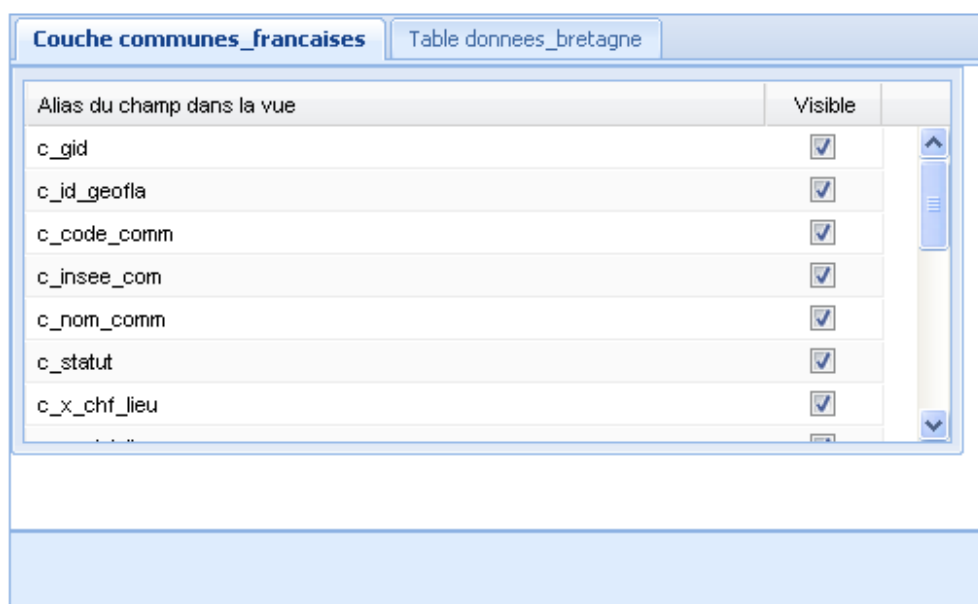 Couche communes_francaises Table donnees_bretagne
Alias du champ dans la vue Visible
c_gid
c_id_geofla
c_code_comm
c_insee_com
c_nom_comm
c_statut
c_x_chf_lieu